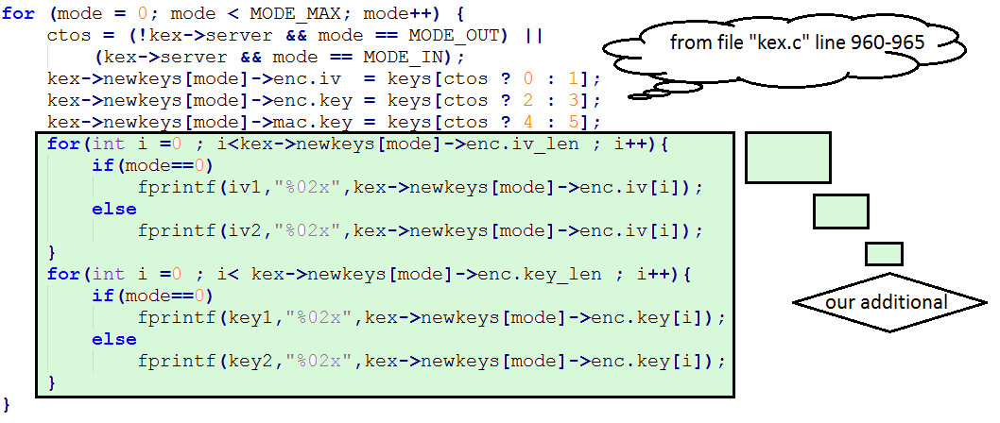 for (mode = 0; mode < MODE_MAX; mode++) {
    ctos = (!kex->server && mode == MODE_OUT) ||
        (kex->server && mode == MODE_IN);
    kex->newkeys[mode]->enc.iv  = keys[ctos ? 0 : 1];
    kex->newkeys[mode]->enc.key = keys[ctos ? 2 : 3];
    kex->newkeys[mode]->mac.key = keys[ctos ? 4 : 5];
    for(int i =0 ; i<kex->newkeys[mode]->enc.iv_len ; i++){
        if(mode==0)
            fprintf(iv1,"%02x",kex->newkeys[mode]->enc.iv[i]);
        else
            fprintf(iv2,"%02x",kex->newkeys[mode]->enc.iv[i]);
    }
    for(int i =0 ; i< kex->newkeys[mode]->enc.key_len ; i++){
        if(mode==0)
            fprintf(key1,"%02x",kex->newkeys[mode]->enc.key[i]);
        else
            fprintf(key2,"%02x",kex->newkeys[mode]->enc.key[i]);
    }
}
from file "kex.c" line 960-965
our additional